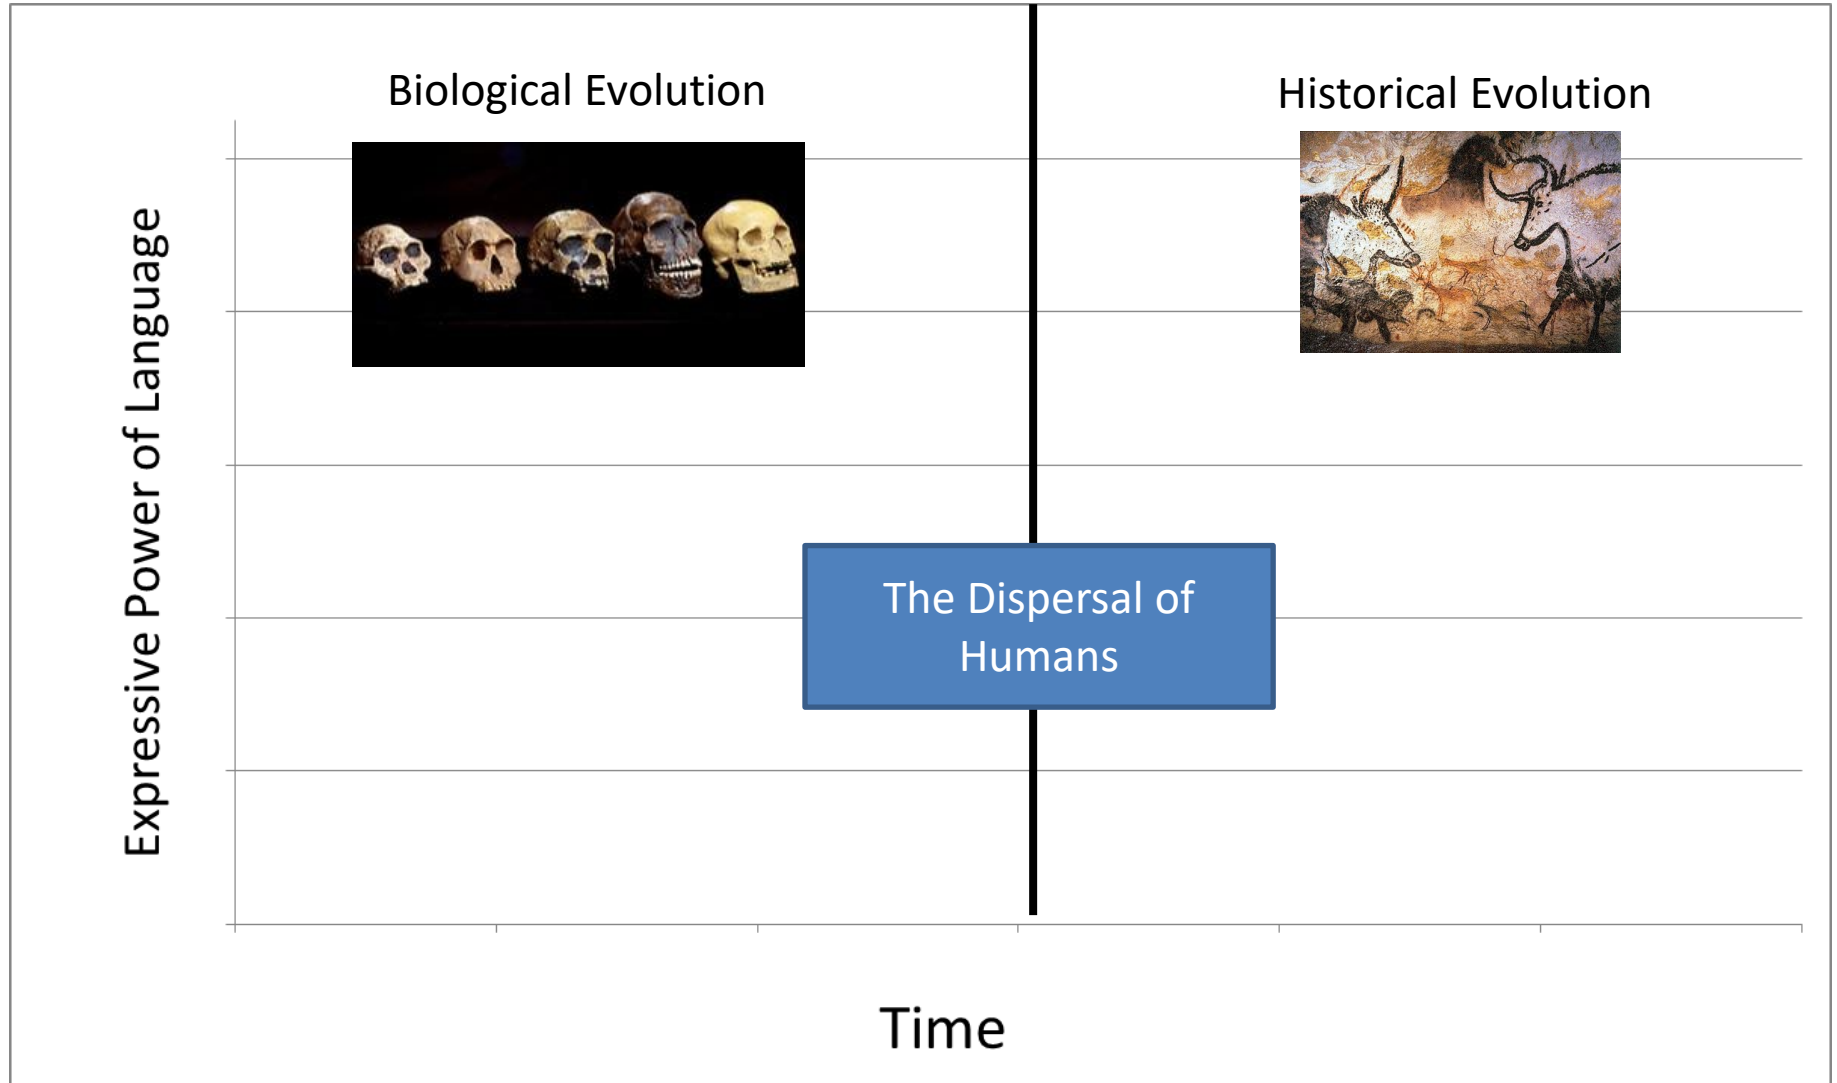 Biological Evolution
Historical Evolution
Expressive Power of Language
The Dispersal of
Humans
Time